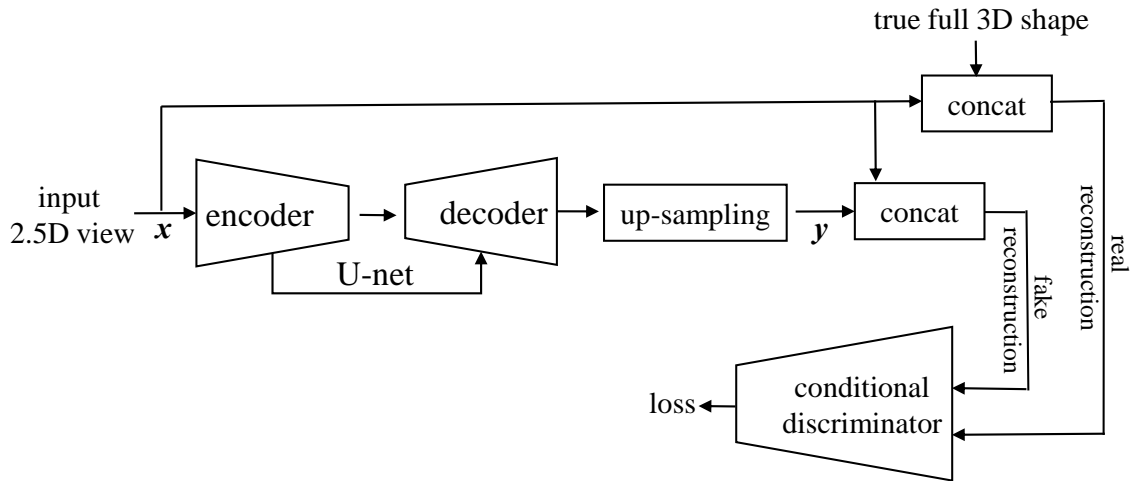 true full 3D shape
concat
input
2.5D view
x
encoder
decoder
up-sampling
y
concat
U-net
fake
reconstruction
real
reconstruction
conditional
discriminator
loss